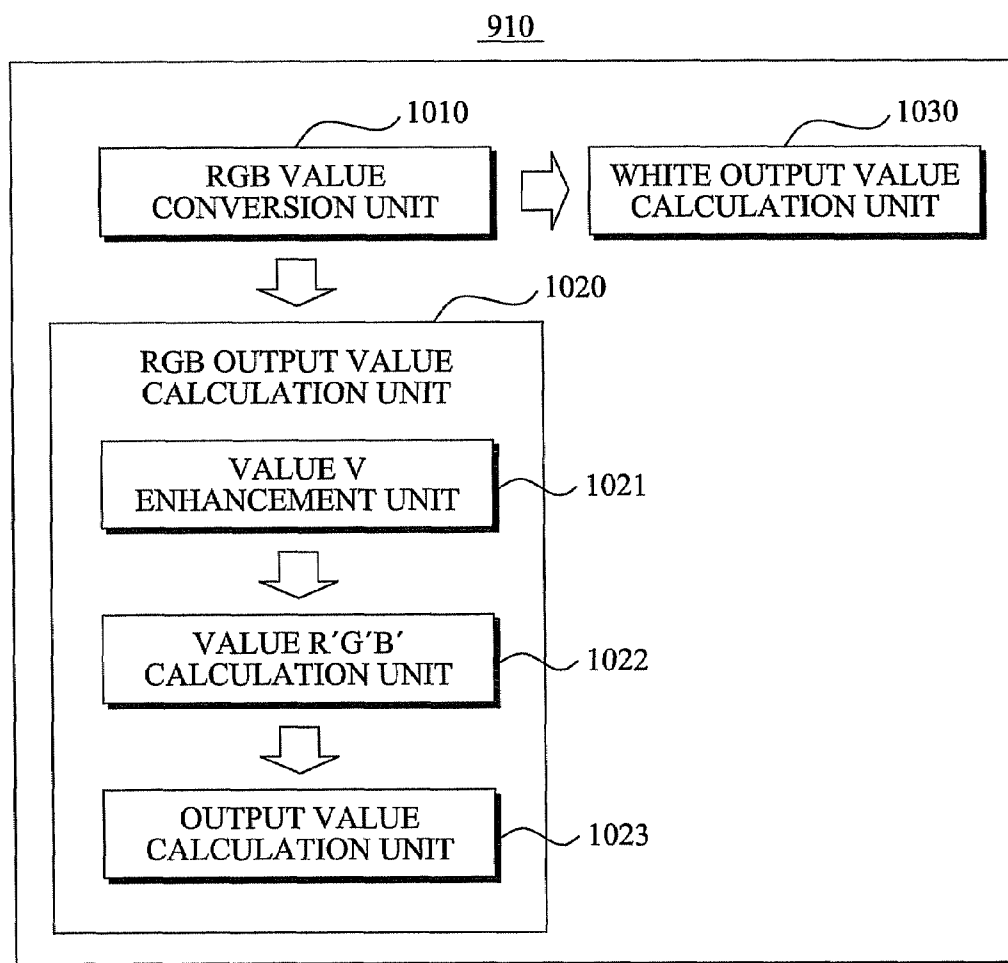 910
1010
RGB VALUE
CONVERSION UNIT
1030
WHITE OUTPUT VALUE
CALCULATION UNIT
1020
RGB OUTPUT VALUE
CALCULATION UNIT
VALUE V
ENHANCEMENT UNIT
1021
VALUE R´G´B´
CALCULATION UNIT
1022
OUTPUT VALUE
CALCULATION UNIT
1023